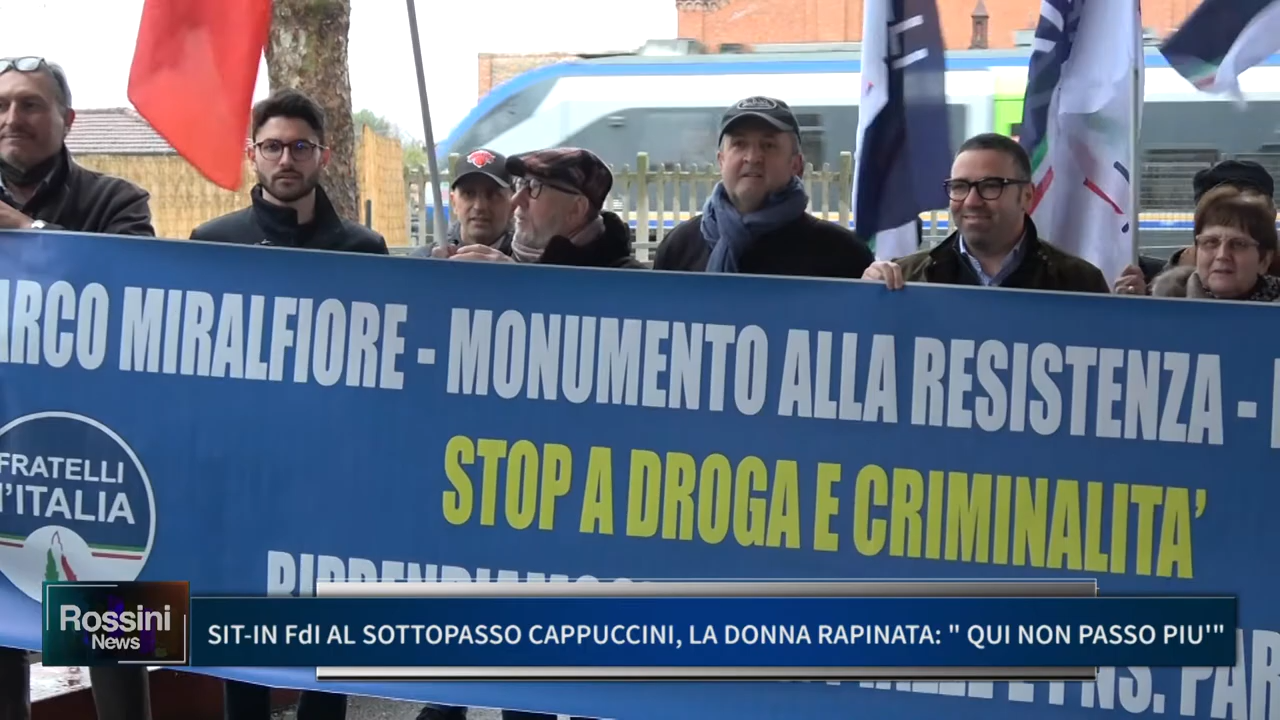 ARCO MIRALFIORE - MONUMENTO ALLA RESISTENZA -
STOP A DROGA E CRIMINALITA'
FRATELLI
D'ITALIA
Rossini
News
SIT-IN FdI AL SOTTOPASSO CAPPUCCINI, LA DONNA RAPINATA: " QUI NON PASSO PIU'"